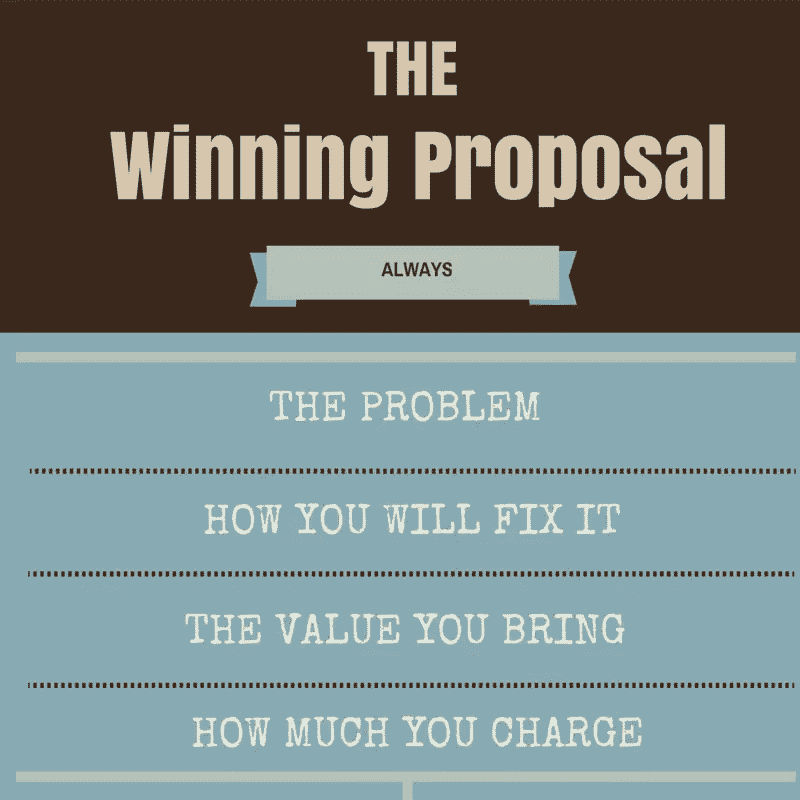 THE
Winning Proposal
ALWAYS
THE PROBLEM
HOW YOU WILL FIX IT
THE VALUE YOU BRING
HOW MUCH YOU CHARGE